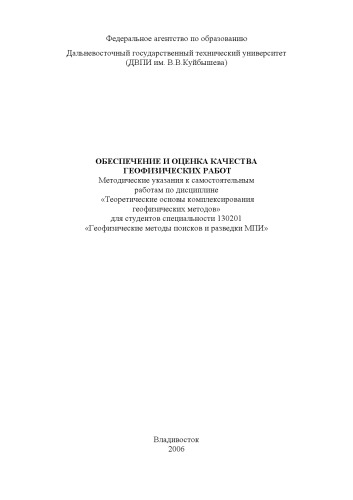 Федеральное агентство по образованию
Дальневосточный государственный технический университет
(ДВПИ им. В.В.Куйбышева)
ОБЕСПЕЧЕНИЕ И ОЦЕНКА КАЧЕСТВА
ГЕОФИЗИЧЕСКИХ РАБОТ
Методические указания к самостоятельным
работам по дисциплине
«Теоретические основы комплексирования
геофизических методов»
для студентов специальности 130201
«Геофизические методы поисков и разведки МПИ»
Владивосток
2006